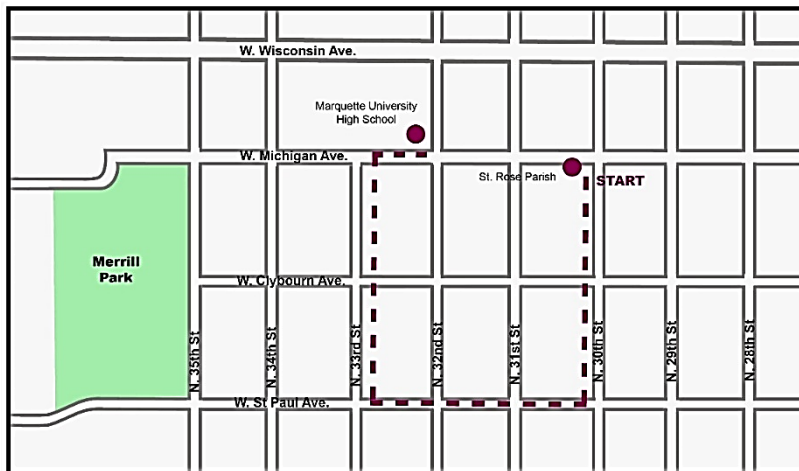 W. Wisconsin Ave.
Marquette University
High School
W. Michigan Ave.
St. Rose Parish
START
Merrill
Park
W. Clybourn Ave.
N. 35th St
N. 34th St
N. 33rd St
N. 32nd St
N. 31st St
N. 30th St
N. 29th St
N. 28th St
W. St Paul Ave.